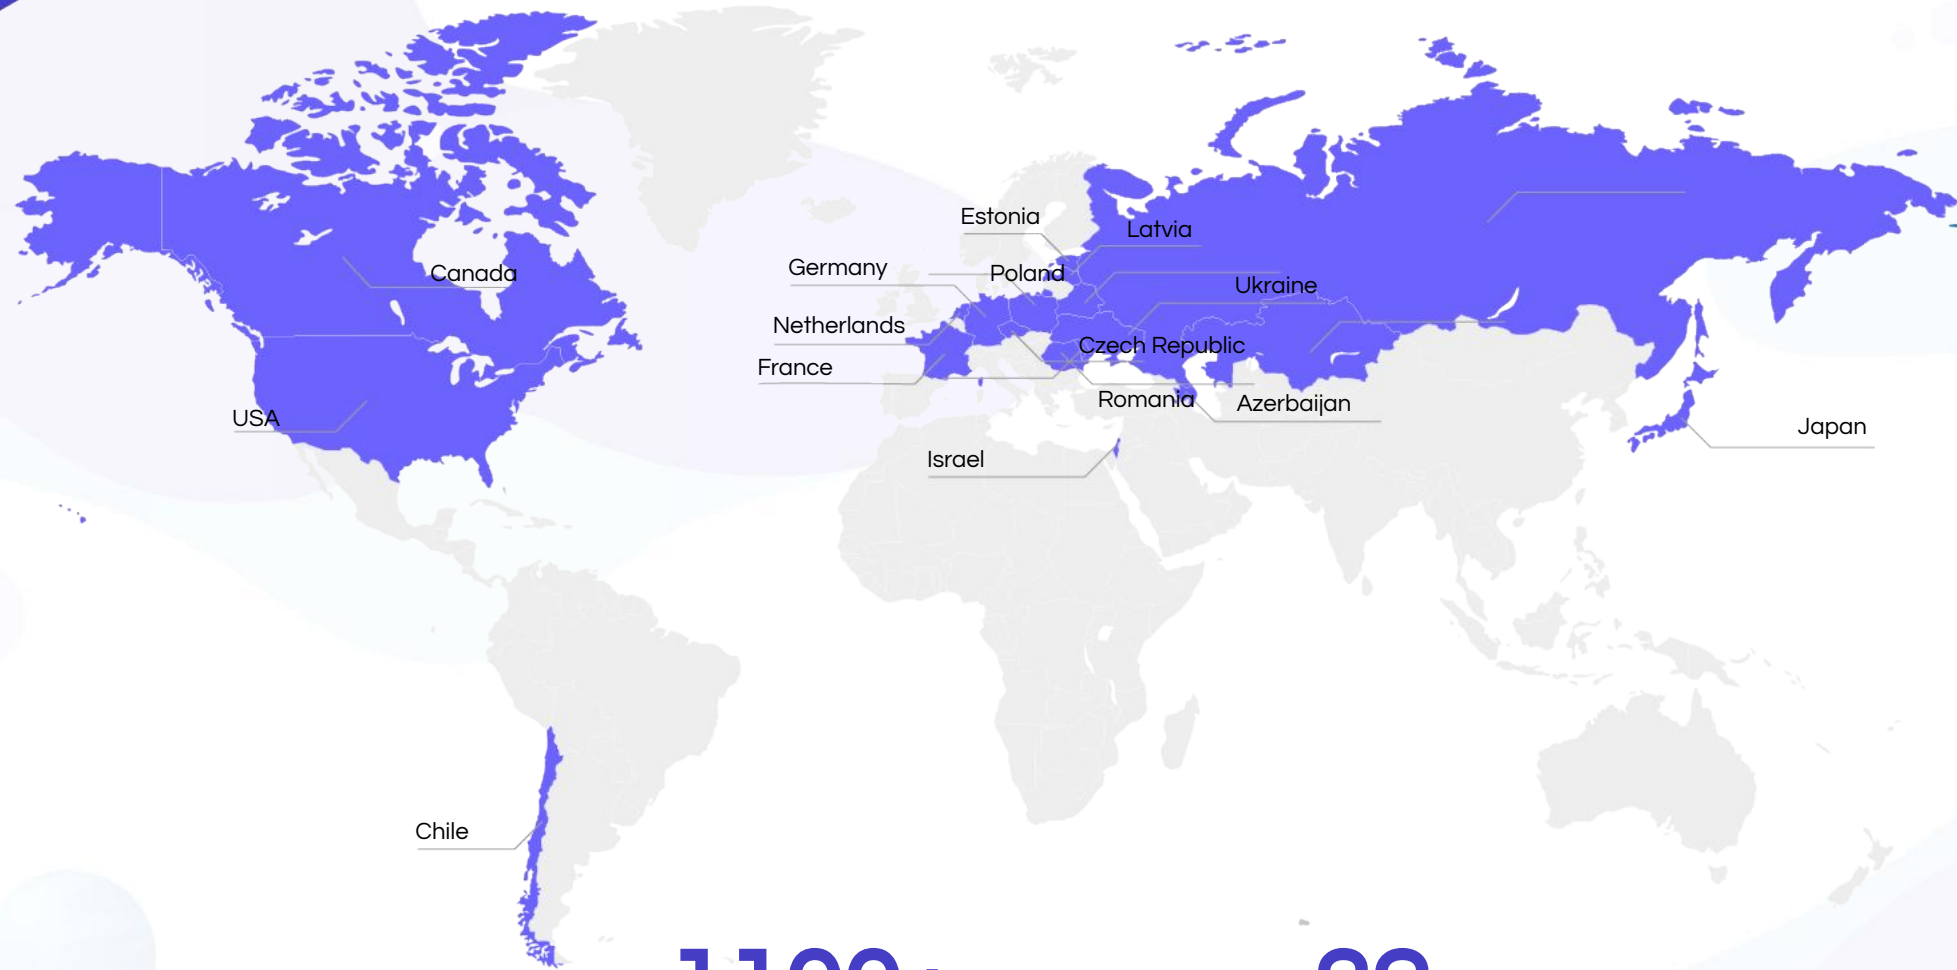 Estonia
Latvia
Germany
Poland
Canada
Ukraine
Netherlands
Czech Republic
France
Romania
Azerbaijan
USA
Japan
Israel
Chile